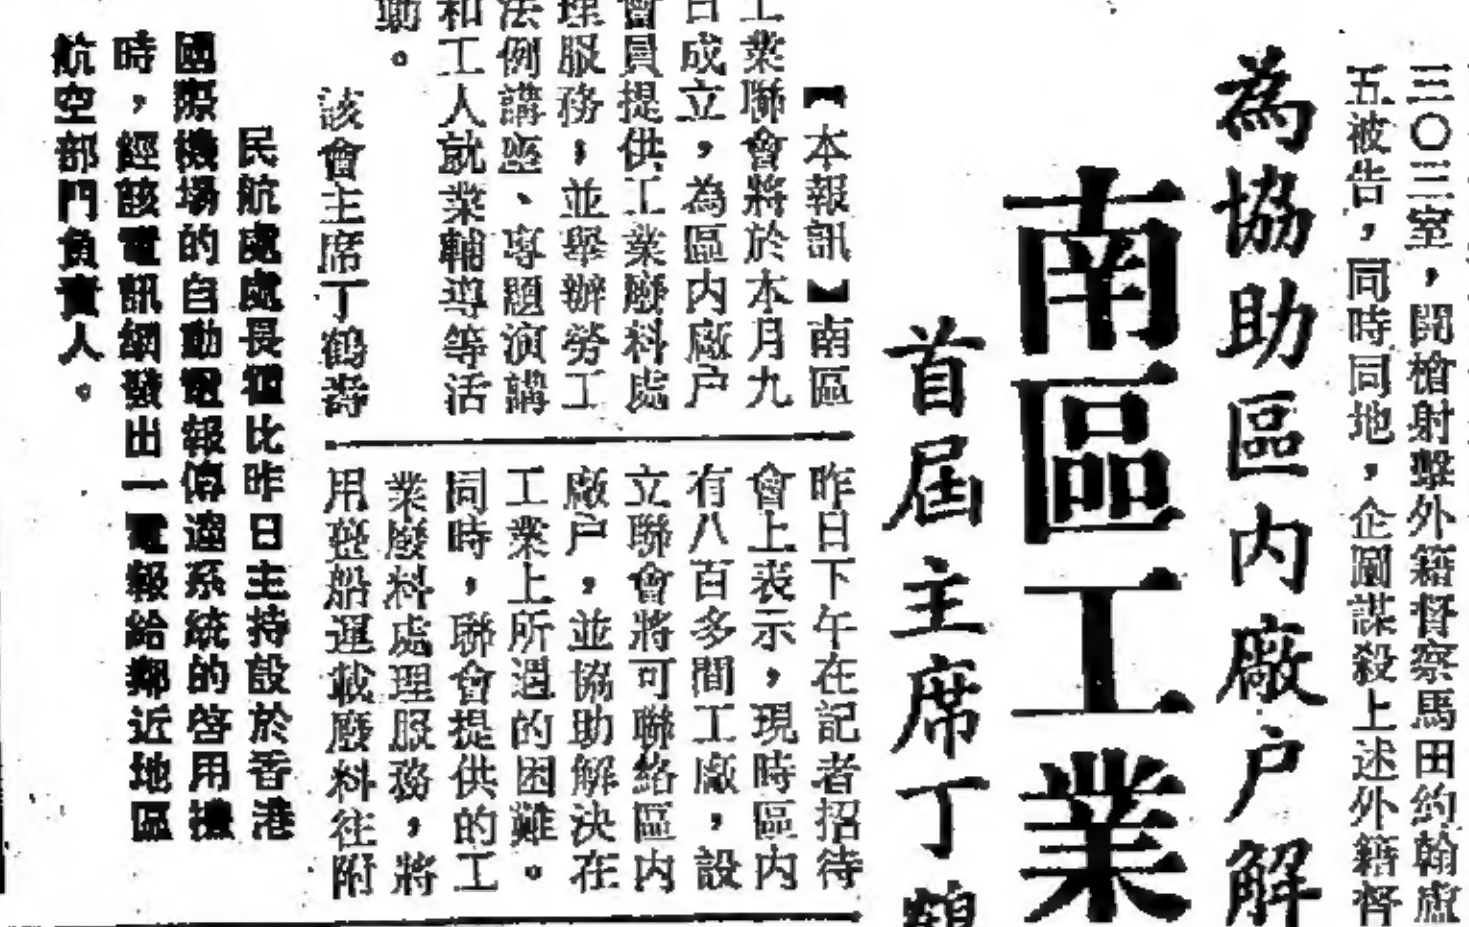 三〇三室，開槍射擊外籍督察馬田約翰盧
五被告，同時同地，企圖謀殺上述外籍督
為協助區內廠户解
南區工業
首屆主席丁鶴
【本報訊】南區
工業聯會將於本月九
日成立，為區內廠户
會員提供工業廢料處
理服務，並舉辦勞工
法例講座、專題演講
和工人就業輔導等活
動。
該會主席丁鶴壽
昨日下午在記者招待
會上表示，現時區內
有八百多間工廠，設
立聯會將可聯絡區內
廠户，並協助解決在
工業上所遇的困難。
同時，聯會提供的工
業廢料處理服務，將
用躉船運載廢料往附
民航處處長霍比昨日主持設於香港
國際機場的自動電報傳遞系統的啓用儀
時，經該電訊網發出一電報給鄰近地區
航空部門負責人。